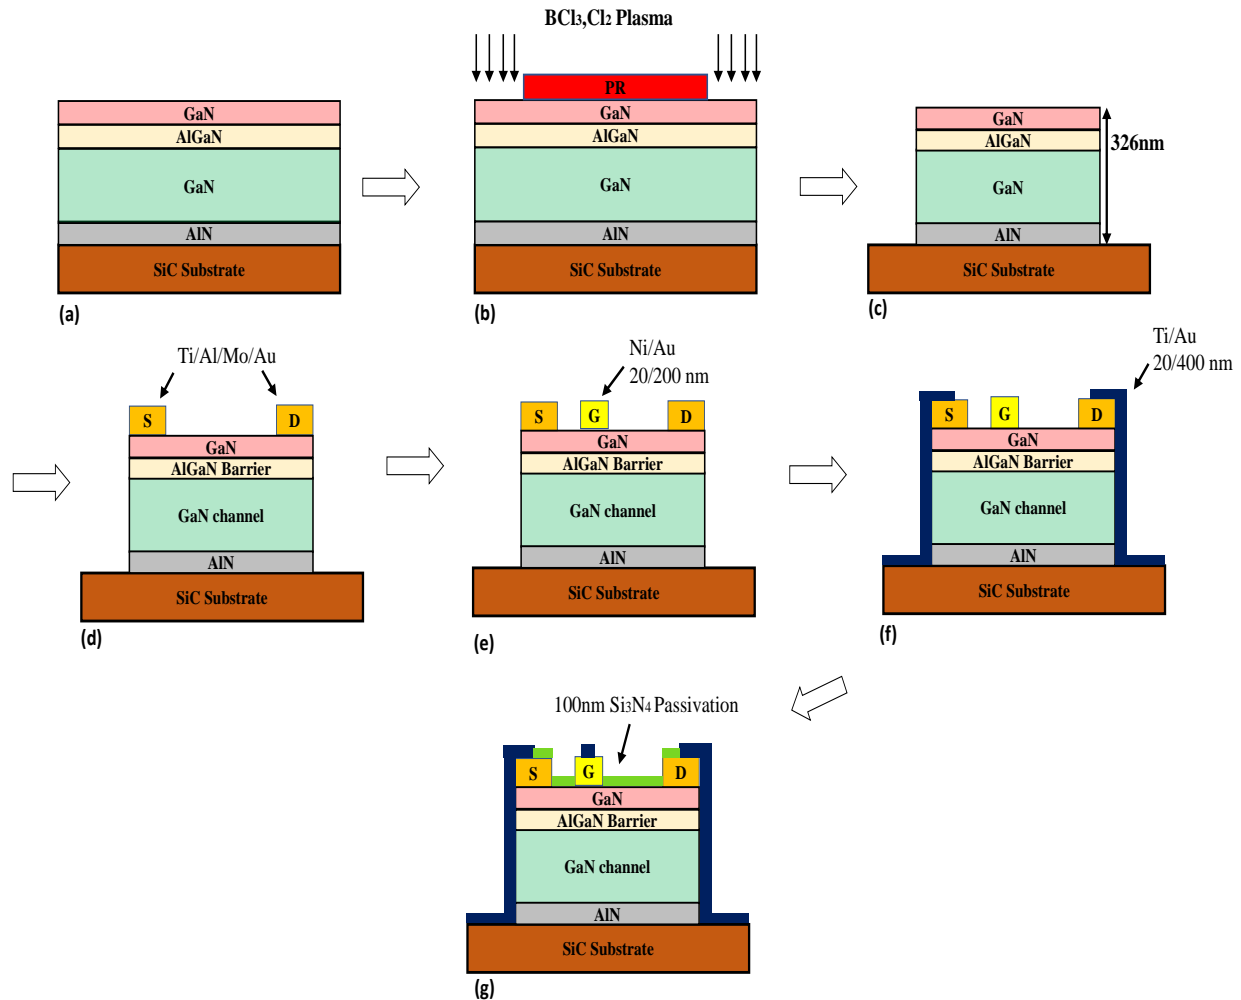 BCl3,Cl2 Plasma
GaN
AlGaN
GaN
AlN
SiC Substrate
(a)
PR
GaN
AlGaN
GaN
AlN
SiC Substrate
(b)
GaN
AlGaN
GaN
AlN
SiC Substrate
326nm
(c)
Ti/Al/Mo/Au
S
D
GaN
AlGaN Barrier
GaN channel
AlN
SiC Substrate
(d)
Ni/Au
20/200 nm
S
G
D
GaN
AlGaN Barrier
GaN channel
AlN
SiC Substrate
(e)
Ti/Au
20/400 nm
S
G
D
GaN
AlGaN Barrier
GaN channel
AlN
SiC Substrate
(f)
100nm Si3N4 Passivation
S
G
D
GaN
AlGaN Barrier
GaN channel
AlN
SiC Substrate
(g)